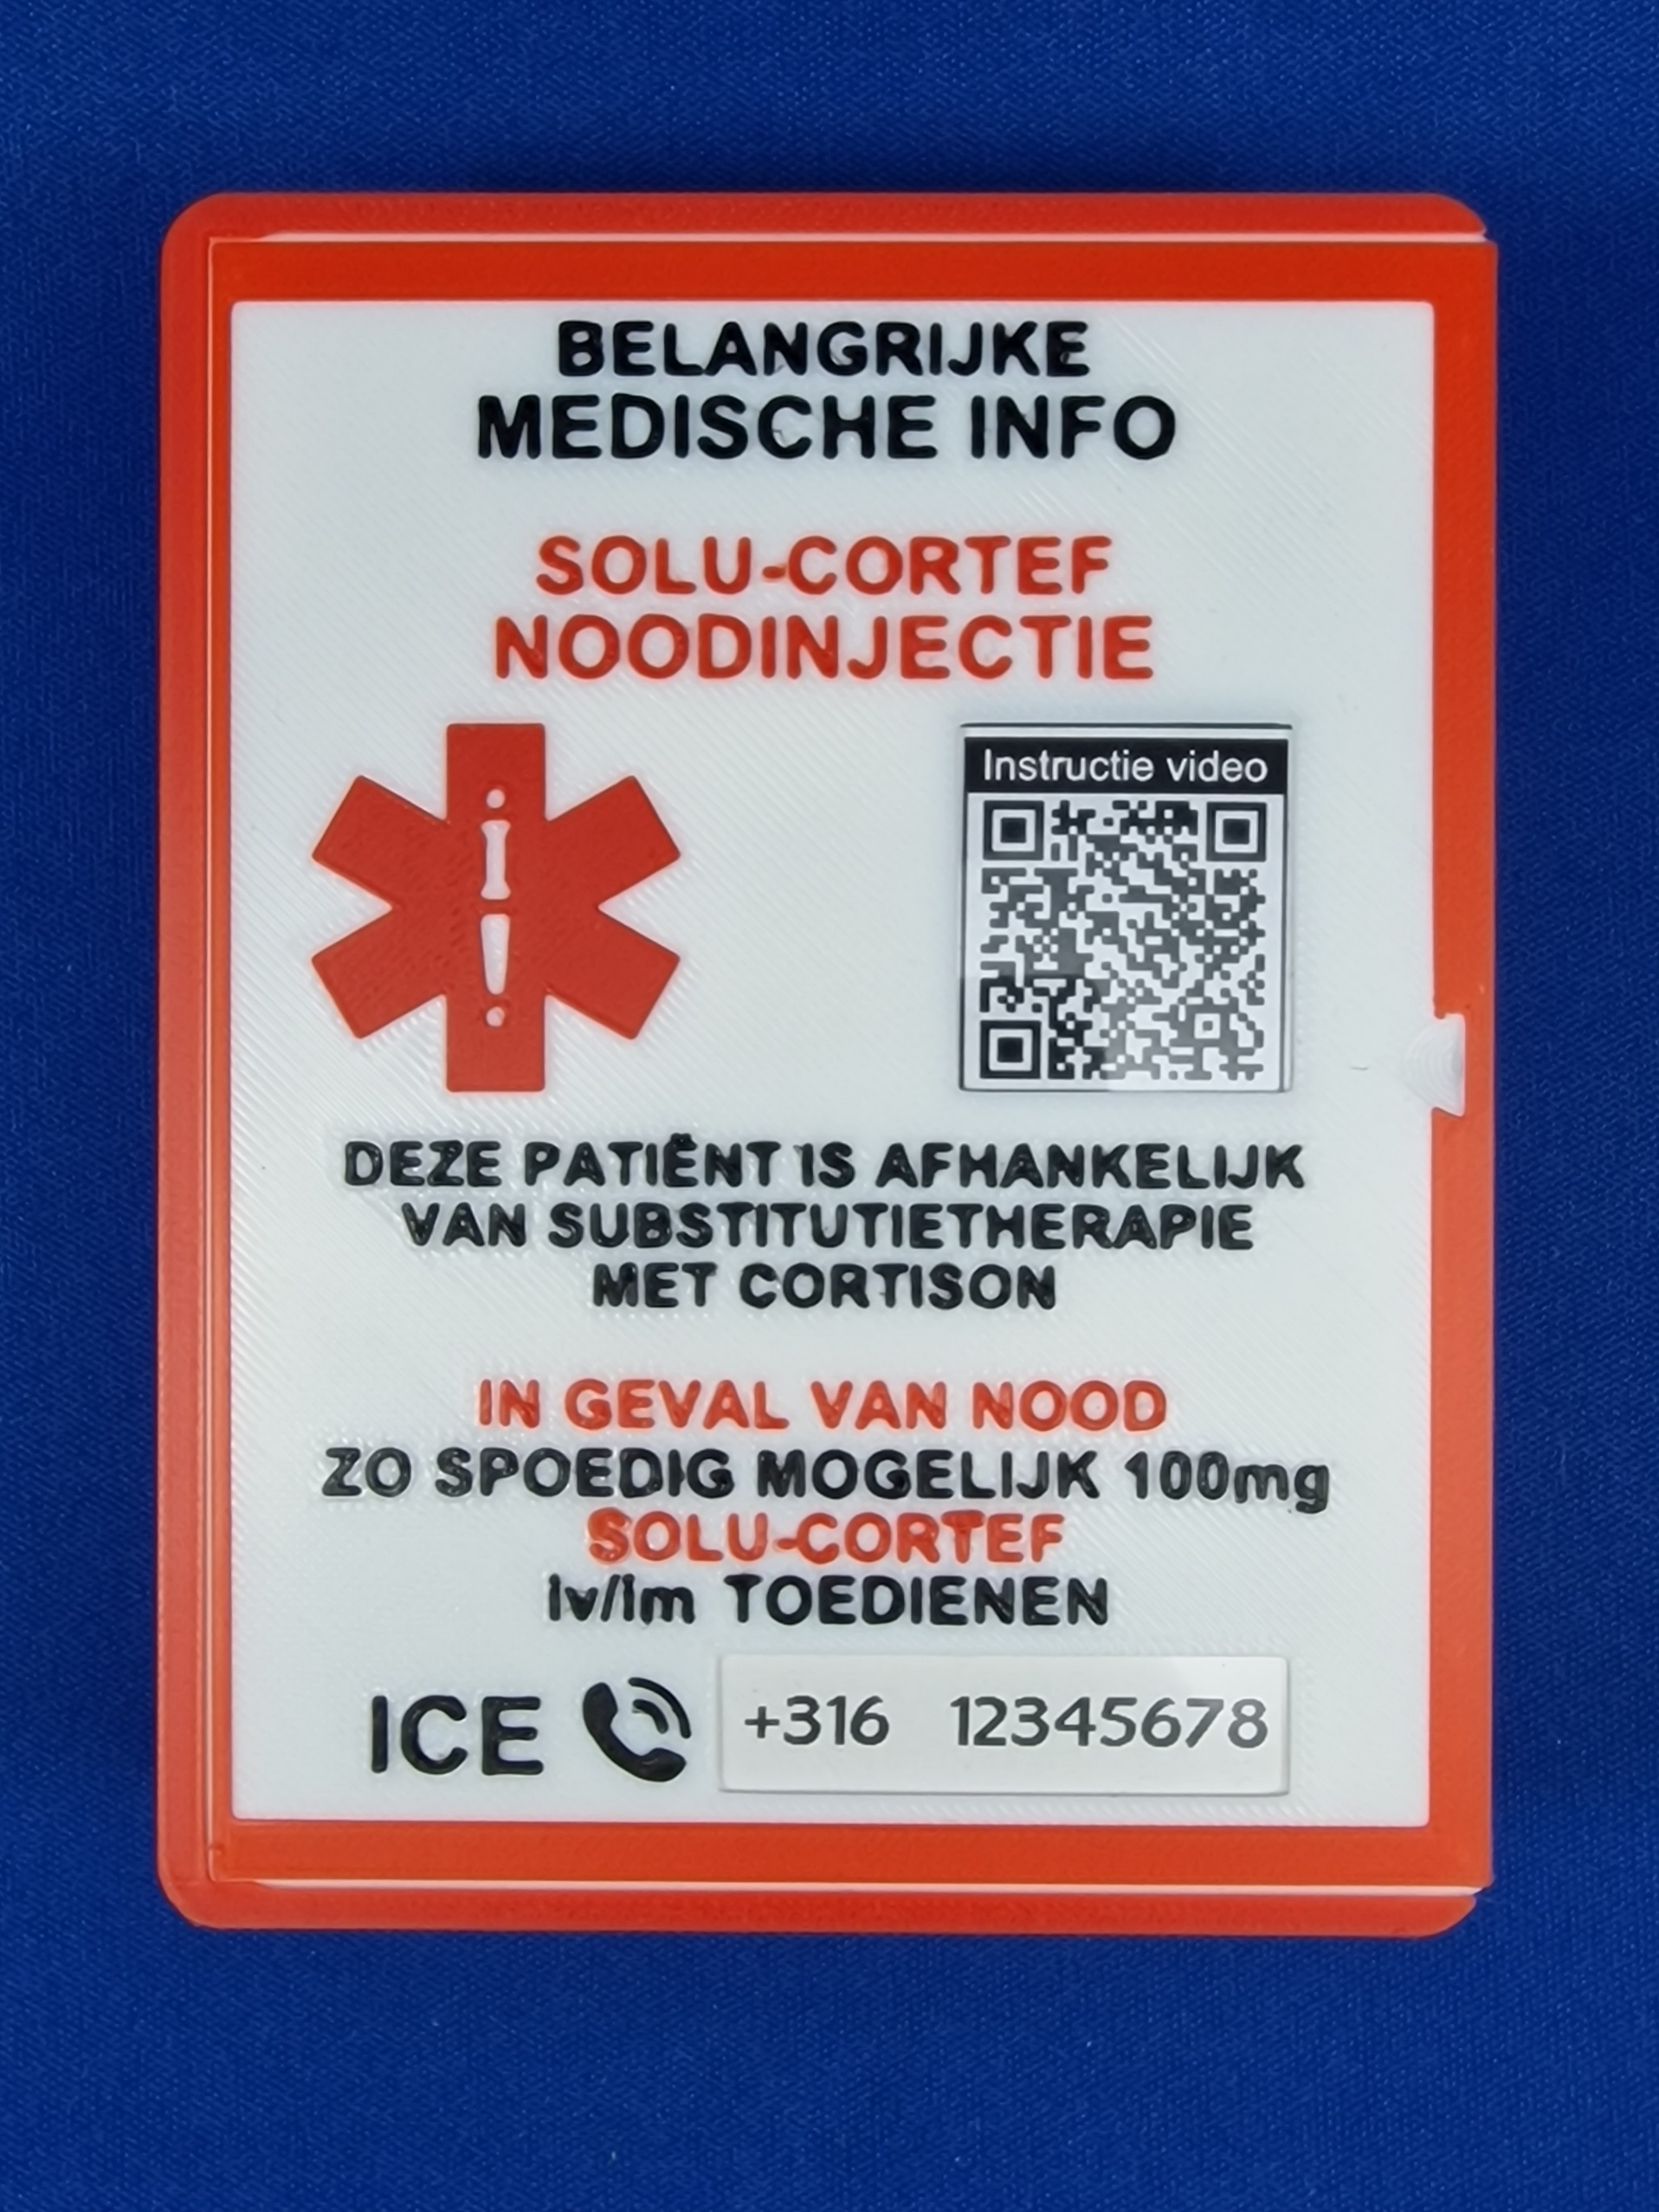 BELANGRIJKE
MEDISCHE INFO
SOLU-CORTEF
NOODINJECTIE
Instructie video
DEZE PATIËNT IS AFHANKELIJK
VAN SUBSTITUTIETHERAPIE
MET CORTISON
IN GEVAL VAN NOOD
ZO SPOEDIG MOGELIJK 100mg
SOLU-CORTEF
Iv/Im TOEDIENEN
ICE +316 12345678